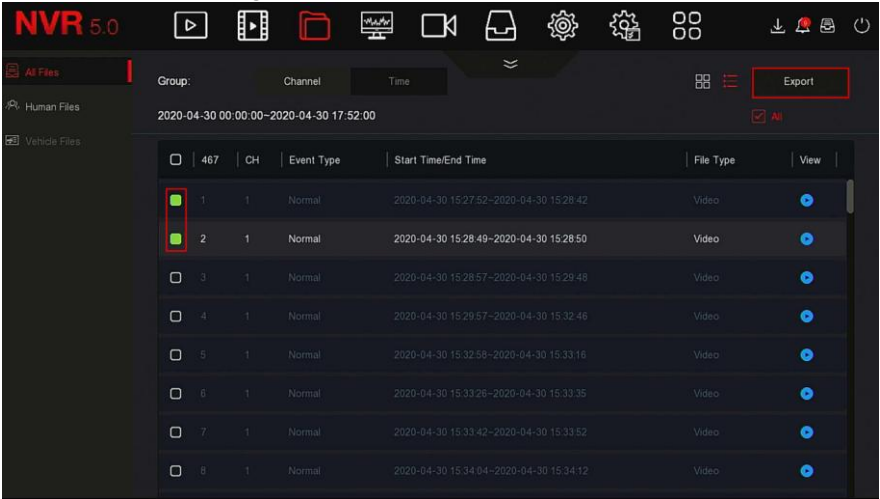 NVR 5.0
All Files
Human Files
Vehicle Files
Group: Channel Time Export
2020-04-30 00:00:00~2020-04-30 17:52:00 All
467 CH Event Type Start Time/End Time File Type View
1 1 Normal 2020-04-30 15:27:52~2020-04-30 15:28:42 Video
2 1 Normal 2020-04-30 15:28:49~2020-04-30 15:28:50 Video
3 1 Normal 2020-04-30 15:28:57~2020-04-30 15:29:48 Video
4 1 Normal 2020-04-30 15:29:57~2020-04-30 15:32:46 Video
5 1 Normal 2020-04-30 15:32:58~2020-04-30 15:33:16 Video
6 1 Normal 2020-04-30 15:33:26~2020-04-30 15:33:35 Video
7 1 Normal 2020-04-30 15:33:42~2020-04-30 15:33:52 Video
8 1 Normal 2020-04-30 15:34:04~2020-04-30 15:34:12 Video